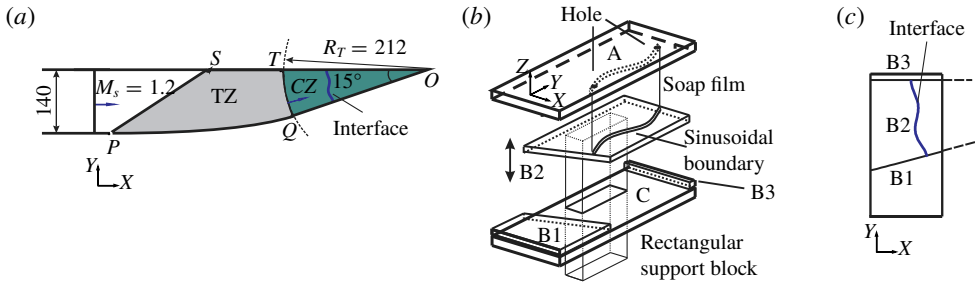 (a)
S
T
R_T = 212
M_s = 1.2
TZ
CZ
15°
O
140
Q
Interface
P
Y
X
(b)
Hole
A
Z
Y
X
Soap film
Sinusoidal
boundary
B2
B3
C
B1
Rectangular
support block
(c)
Interface
B3
B2
B1
Y
X